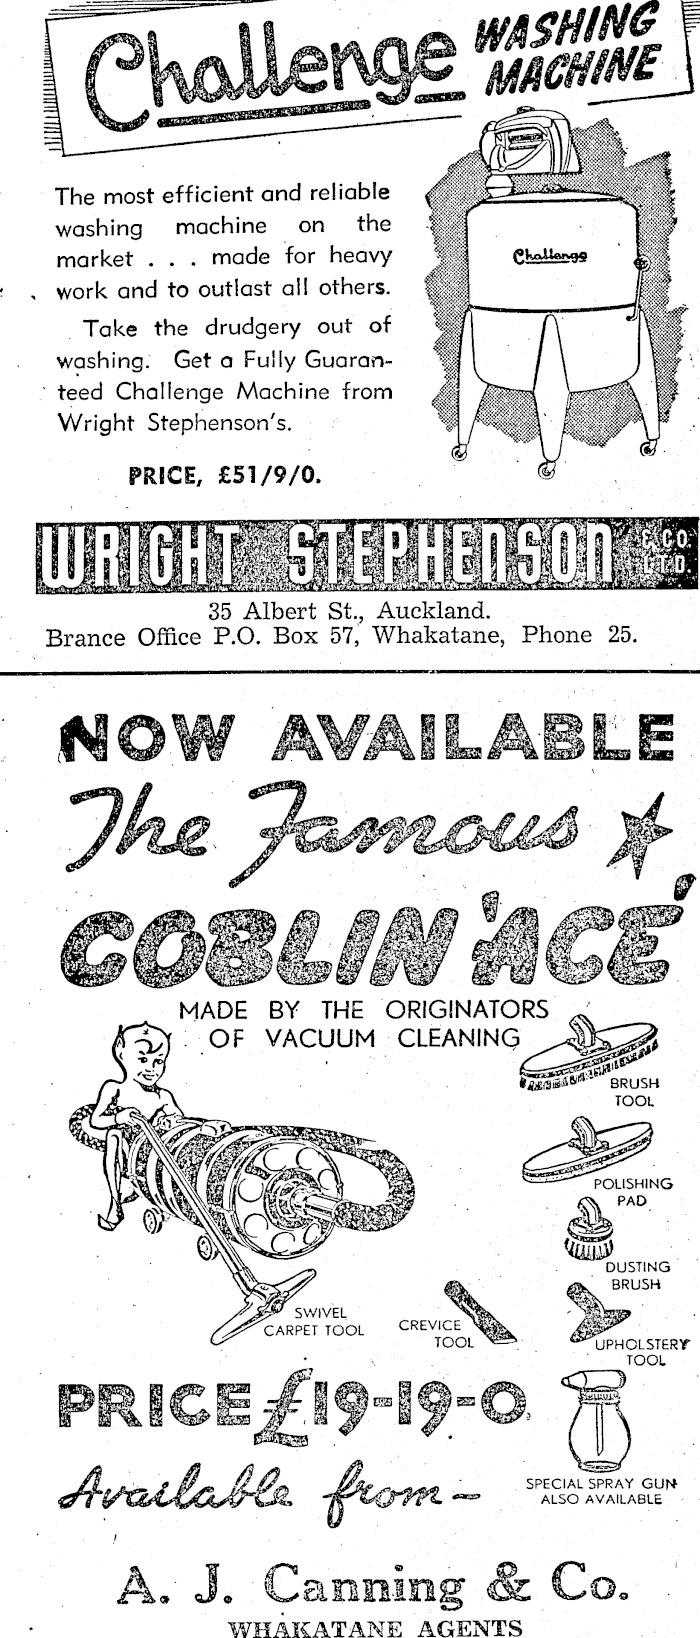 Challenge WASHING
MACHINE
The most efficient and reliable
washing machine on the
market . . . made for heavy
work and to outlast all others.
Take the drudgery out of
washing. Get a Fully Guaran-
teed Challenge Machine from
Wright Stephenson's.
PRICE, £51/9/0.
Challenge
WRIGHT STEPHENSON & CO.
LTD.
35 Albert St., Auckland.
Brance Office P.O. Box 57, Whakatane, Phone 25.
NOW AVAILABLE
The Famous
GOBLIN 'ACE'
MADE BY THE ORIGINATORS
OF VACUUM CLEANING
BRUSH
TOOL
POLISHING
PAD
DUSTING
BRUSH
SWIVEL
CARPET TOOL
CREVICE
TOOL
UPHOLSTERY
TOOL
PRICE £19-19-0
SPECIAL SPRAY GUN
ALSO AVAILABLE
Available from-
A. J. Canning & Co.
WHAKATANE AGENTS